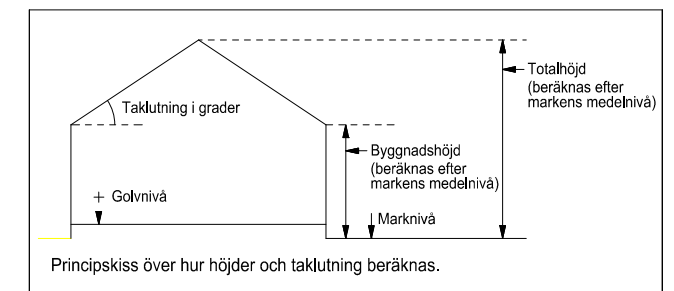 Totalhöjd
(beräknas efter
markens medelnivå)
Taklutning i grader
Byggnadshöjd
(beräknas efter
markens medelnivå)
+ Golvnivå
Marknivå
Principskiss över hur höjder och taklutning beräknas.